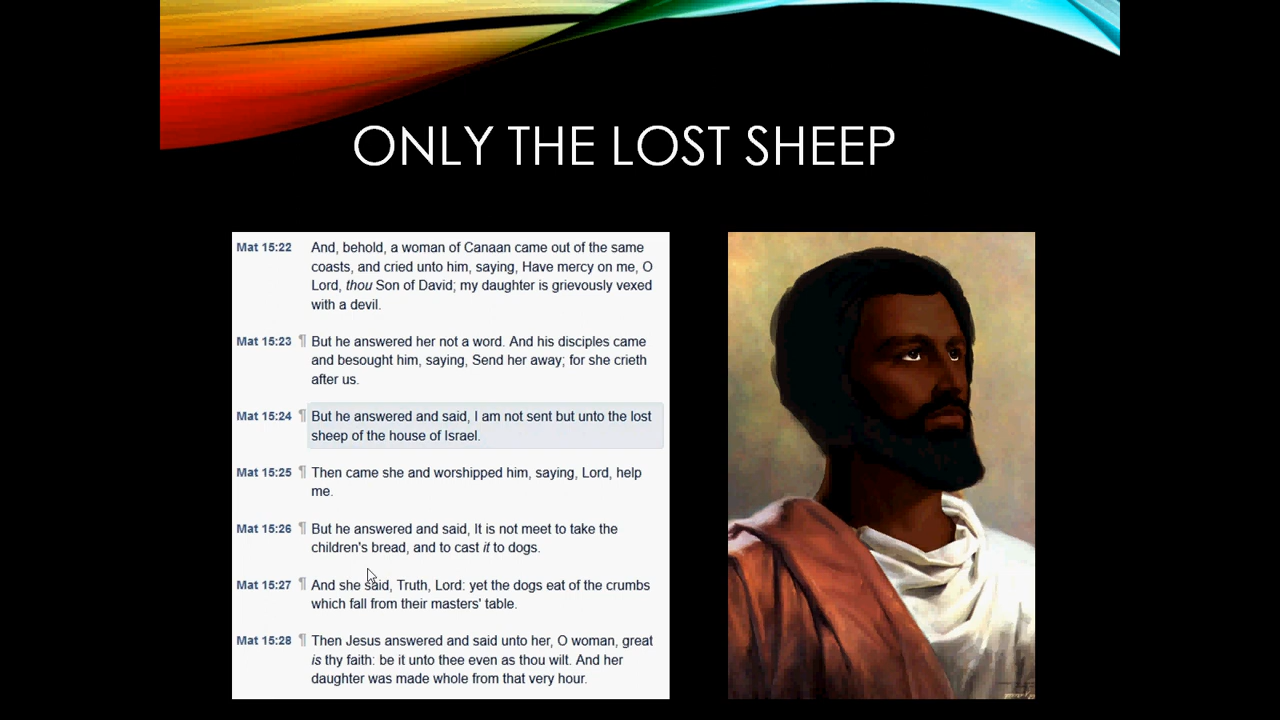 ONLY THE LOST SHEEP
Mat 15:22 And, behold, a woman of Canaan came out of the same
coasts, and cried unto him, saying, Have mercy on me, O
Lord, thou Son of David; my daughter is grievously vexed
with a devil.
Mat 15:23 ¶ But he answered her not a word. And his disciples came
and besought him, saying, Send her away; for she crieth
after us.
Mat 15:24 ¶ But he answered and said, I am not sent but unto the lost
sheep of the house of Israel.
Mat 15:25 ¶ Then came she and worshipped him, saying, Lord, help
me.
Mat 15:26 ¶ But he answered and said, It is not meet to take the
children's bread, and to cast it to dogs.
Mat 15:27 ¶ And she said, Truth, Lord: yet the dogs eat of the crumbs
which fall from their masters' table.
Mat 15:28 ¶ Then Jesus answered and said unto her, O woman, great
is thy faith: be it unto thee even as thou wilt. And her
daughter was made whole from that very hour.